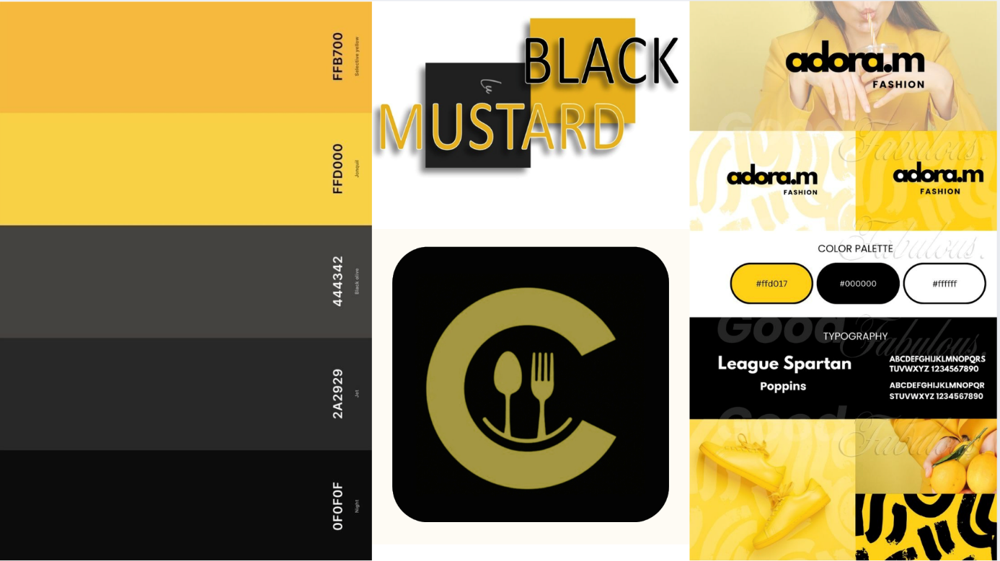 FFB700
Selective yellow
FFD000
Jonquil
444342
Black olive
2A2929
Jet
0F0F0F
Night
BLACK
MUSTARD
adora.m
FASHION
Good
Fabulous.
adora.m
FASHION
adora.m
FASHION
COLOR PALETTE
Fabulous.
#ffd017
#000000
#ffffff
Good
Fabulous.
TYPOGRAPHY
League Spartan
Poppins
ABCDEFGHIJKLMNOPQRS
TUVWXYZ 1234567890
ABCDEFGHIJKLMNOPQR
STUVWXYZ 1234567890
Good
Fabulous.